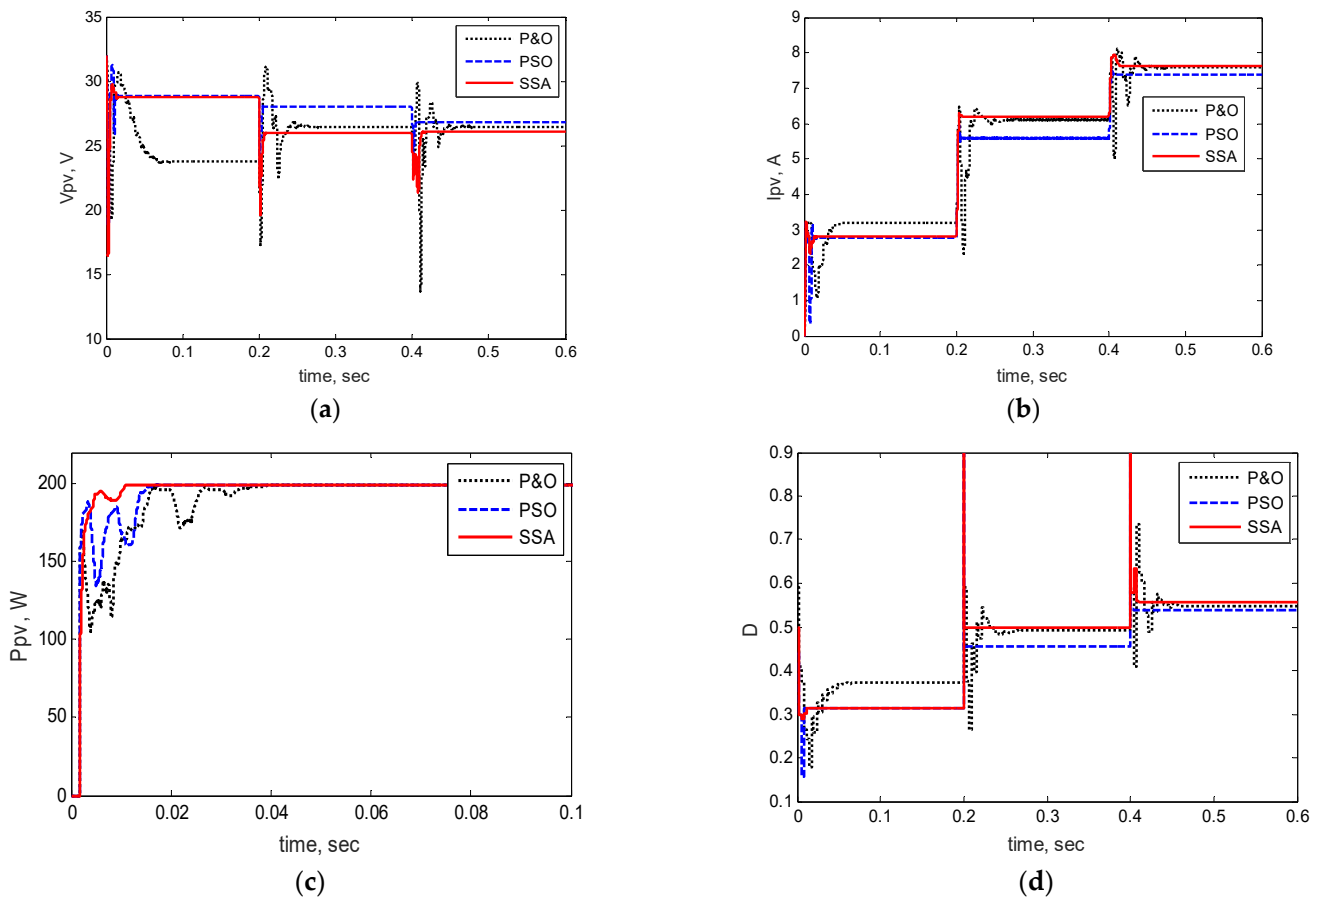 35
30
25
20
15
10
Vpv, V
0 0.1 0.2 0.3 0.4 0.5 0.6
time, sec
P&O
PSO
SSA
(a)
9
8
7
6
5
4
3
2
1
0
Ipv, A
0 0.1 0.2 0.3 0.4 0.5 0.6
time, sec
P&O
PSO
SSA
(b)
200
150
100
50
0
Ppv, W
0 0.02 0.04 0.06 0.08 0.1
time, sec
P&O
PSO
SSA
(c)
0.9
0.8
0.7
0.6
0.5
0.4
0.3
0.2
0.1
D
0 0.1 0.2 0.3 0.4 0.5 0.6
time, sec
P&O
PSO
SSA
(d)